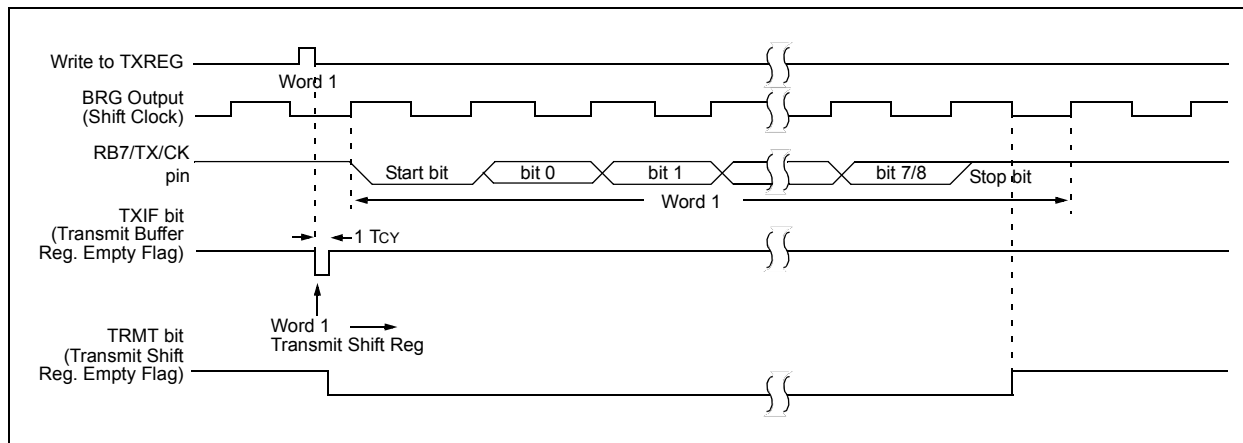 Write to TXREG
Word 1
BRG Output
(Shift Clock)
RB7/TX/CK
pin
Start bit
bit 0
bit 1
bit 7/8
Stop bit
Word 1
TXIF bit
(Transmit Buffer
Reg. Empty Flag)
1 TCY
Word 1
Transmit Shift Reg
TRMT bit
(Transmit Shift
Reg. Empty Flag)